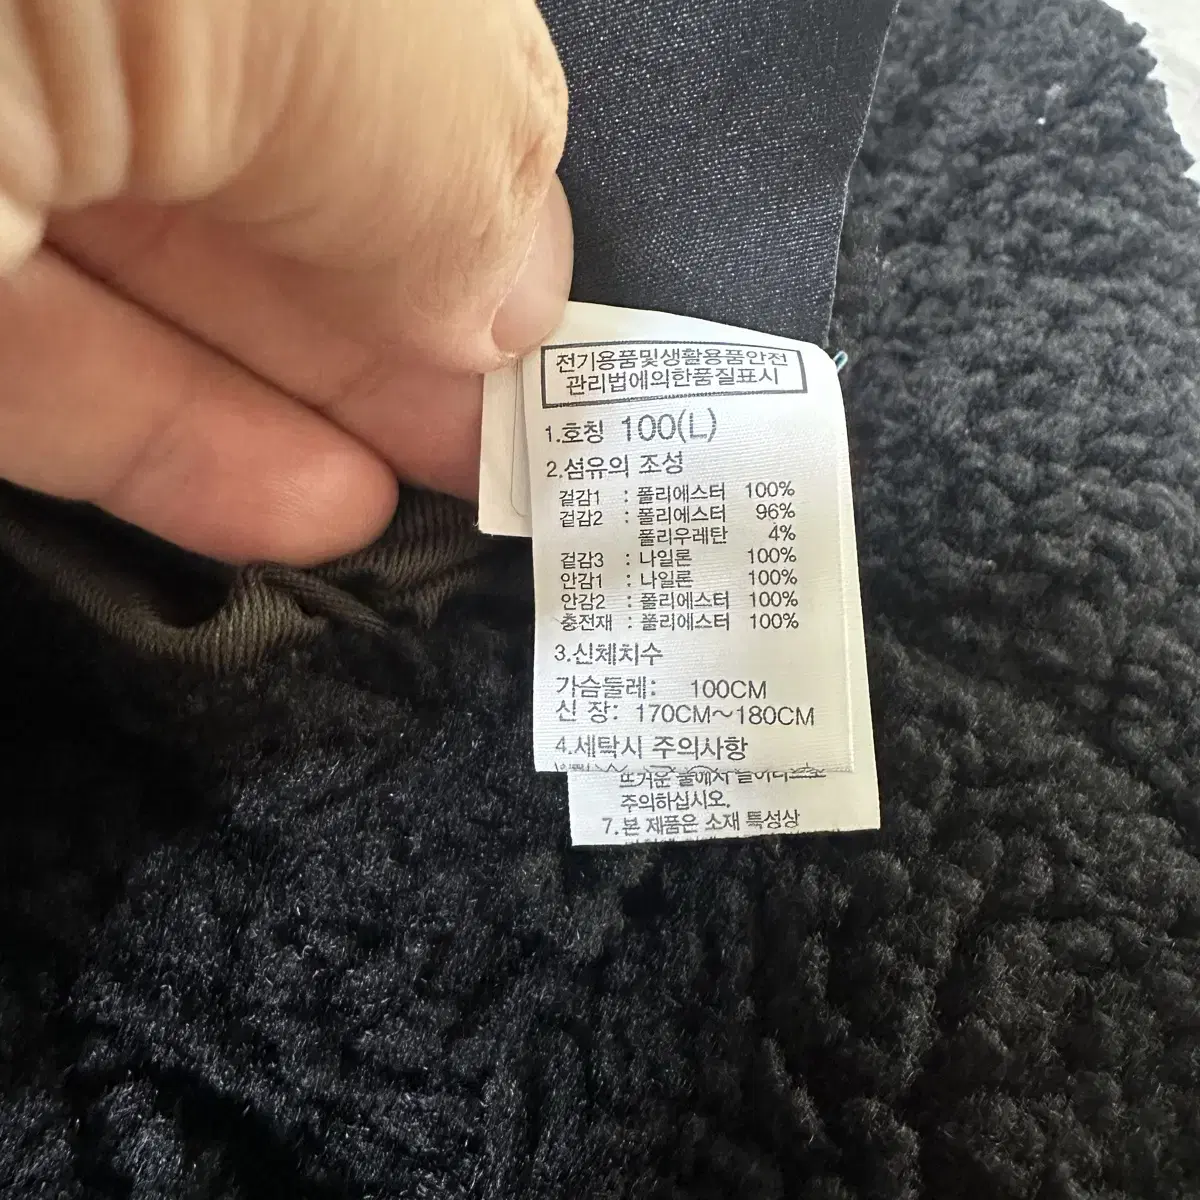 전기용품및생활용품안전
관리법에의한품질표시
1.호칭 100(L)
2.섬유의 조성
겉감1 : 폴리에스터 100%
겉감2 : 폴리에스터 96%
폴리우레탄 4%
겉감3 : 나일론 100%
안감1 : 나일론 100%
안감2 : 폴리에스터 100%
충전재 : 폴리에스터 100%
3.신체치수
가슴둘레: 100CM
신 장: 170CM~180CM
4.세탁시 주의사항
뜨거운 물에서
주의하십시오.
7.본 제품은 소재 특성상